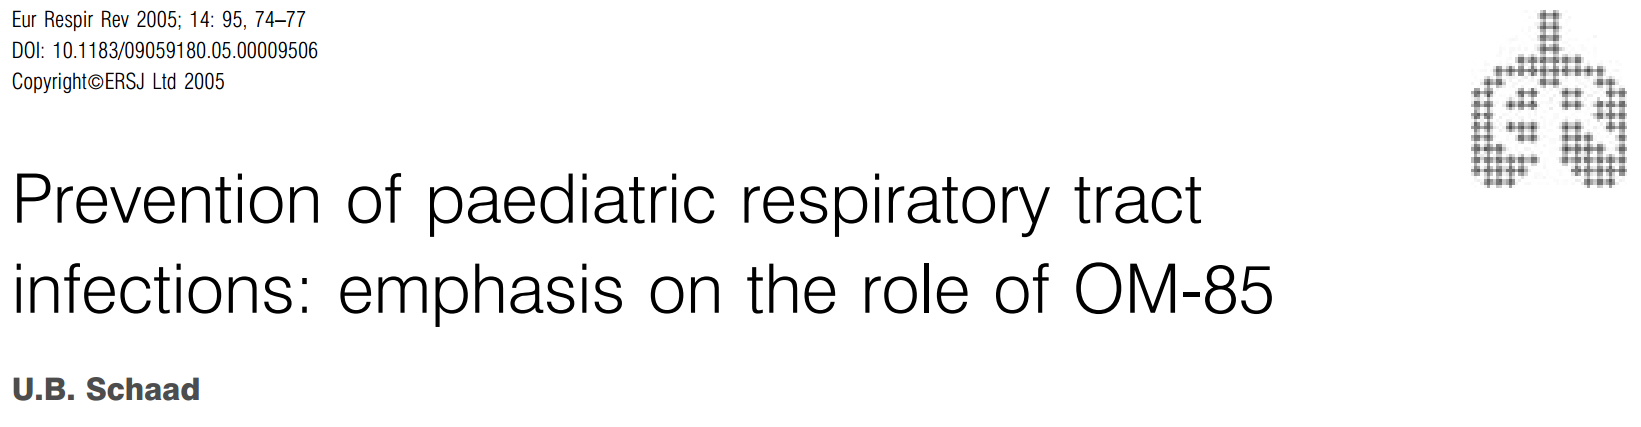 Eur Respir Rev 2005; 14: 95, 74–77
DOI: 10.1183/09059180.05.00009506
Copyright©ERSJ Ltd 2005
Prevention of paediatric respiratory tract
infections: emphasis on the role of OM-85
U.B. Schaad